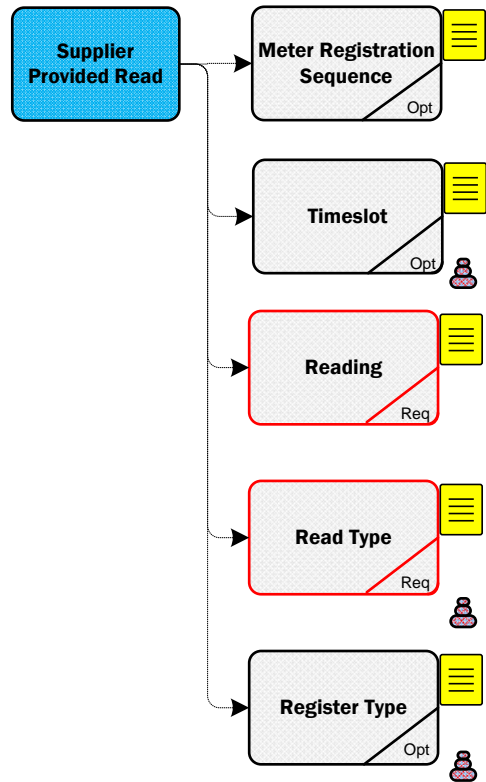 Supplier
Provided Read
Meter Registration
Sequence
Opt
Timeslot
Opt
Reading
Req
Read Type
Req
Register Type
Opt